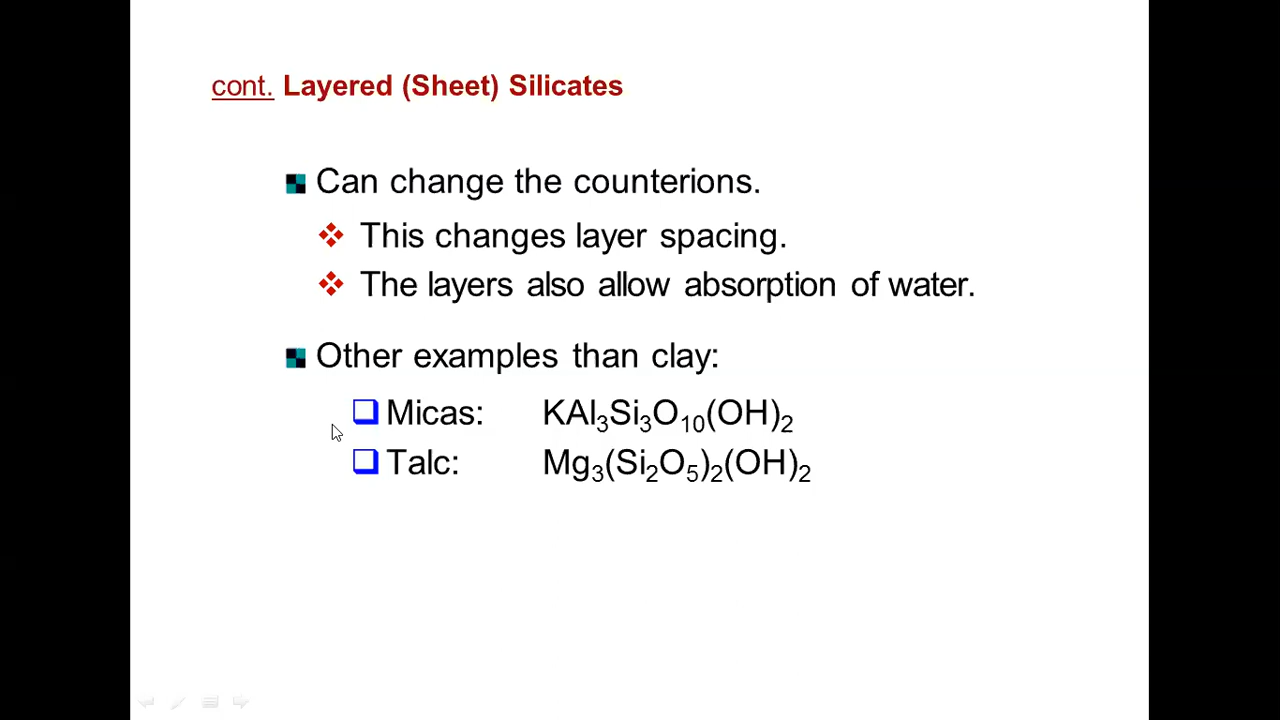 cont. Layered (Sheet) Silicates
Can change the counterions.
This changes layer spacing.
The layers also allow absorption of water.
Other examples than clay:
Micas: KAl₃Si₃O₁₀(OH)₂
Talc: Mg₃(Si₂O₅)₂(OH)₂